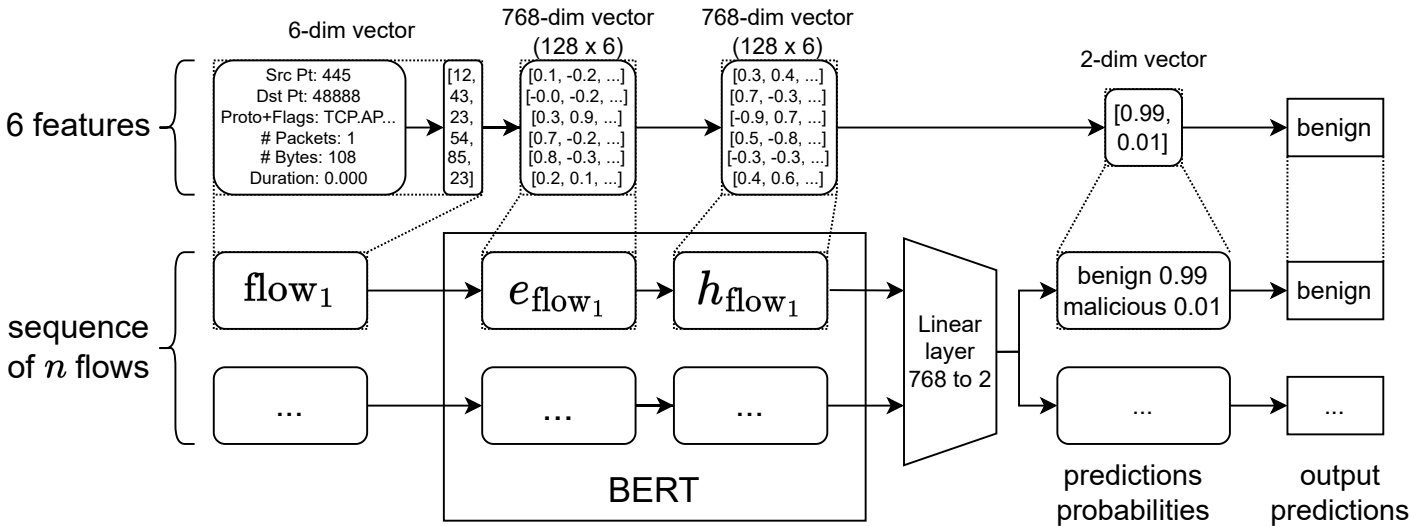 6-dim vector
768-dim vector
(128 x 6)
768-dim vector
(128 x 6)
2-dim vector
6 features
Src Pt: 445
Dst Pt: 48888
Proto+Flags: TCP.AP...
# Packets: 1
# Bytes: 108
Duration: 0.000
[12,
43,
23,
54,
85,
23]
[0.1, -0.2, ...]
[-0.0, -0.2, ...]
[0.3, 0.9, ...]
[0.7, -0.2, ...]
[0.8, -0.3, ...]
[0.2, 0.1, ...]
[0.3, 0.4, ...]
[0.7, -0.3, ...]
[-0.9, 0.7, ...]
[0.5, -0.8, ...]
[-0.3, -0.3, ...]
[0.4, 0.6, ...]
[0.99,
0.01]
benign
sequence
of n flows
flow₁
e_flow₁
h_flow₁
Linear
layer
768 to 2
benign 0.99
malicious 0.01
benign
...
...
...
...
...
BERT
predictions
probabilities
output
predictions